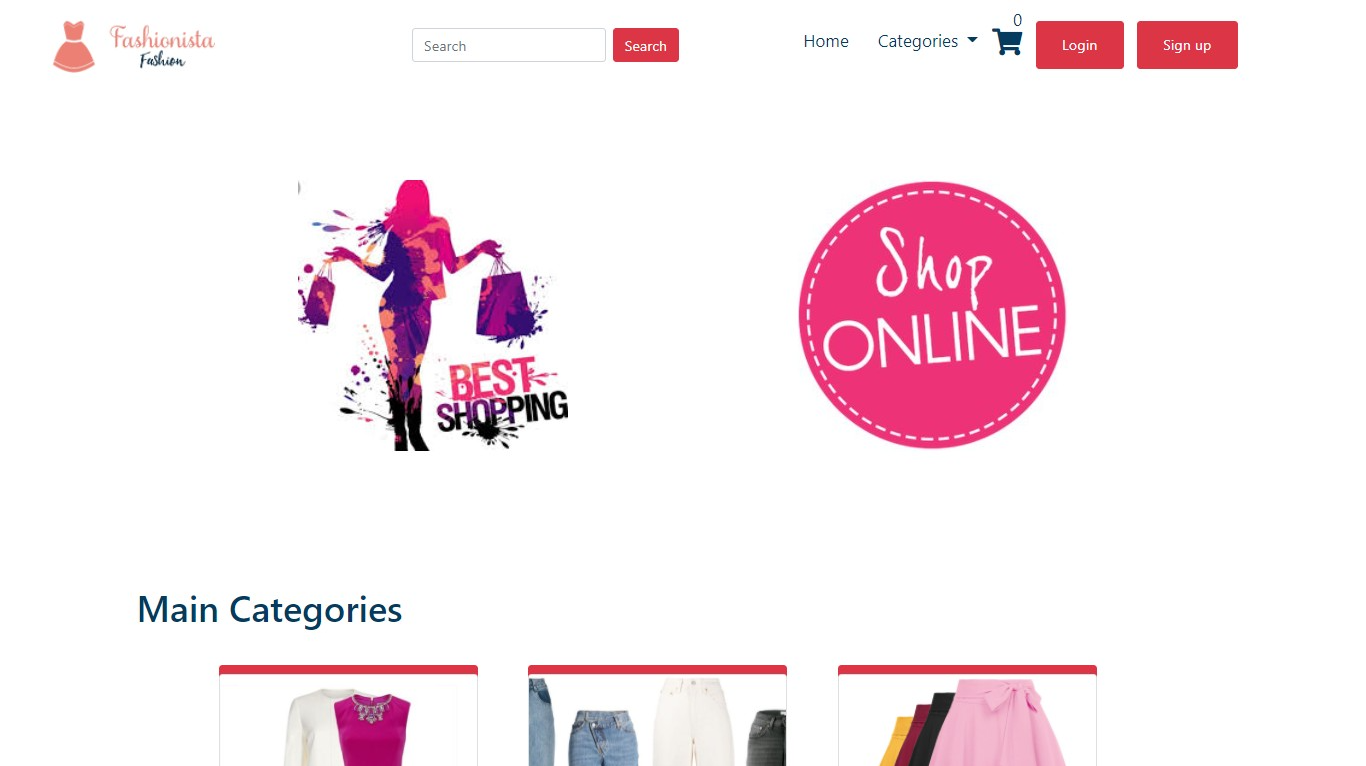 Fashionista
Fashion
Search
Search
Home
Categories
0
Login
Sign up
BEST
SHOPPING
Shop
ONLINE
Main Categories